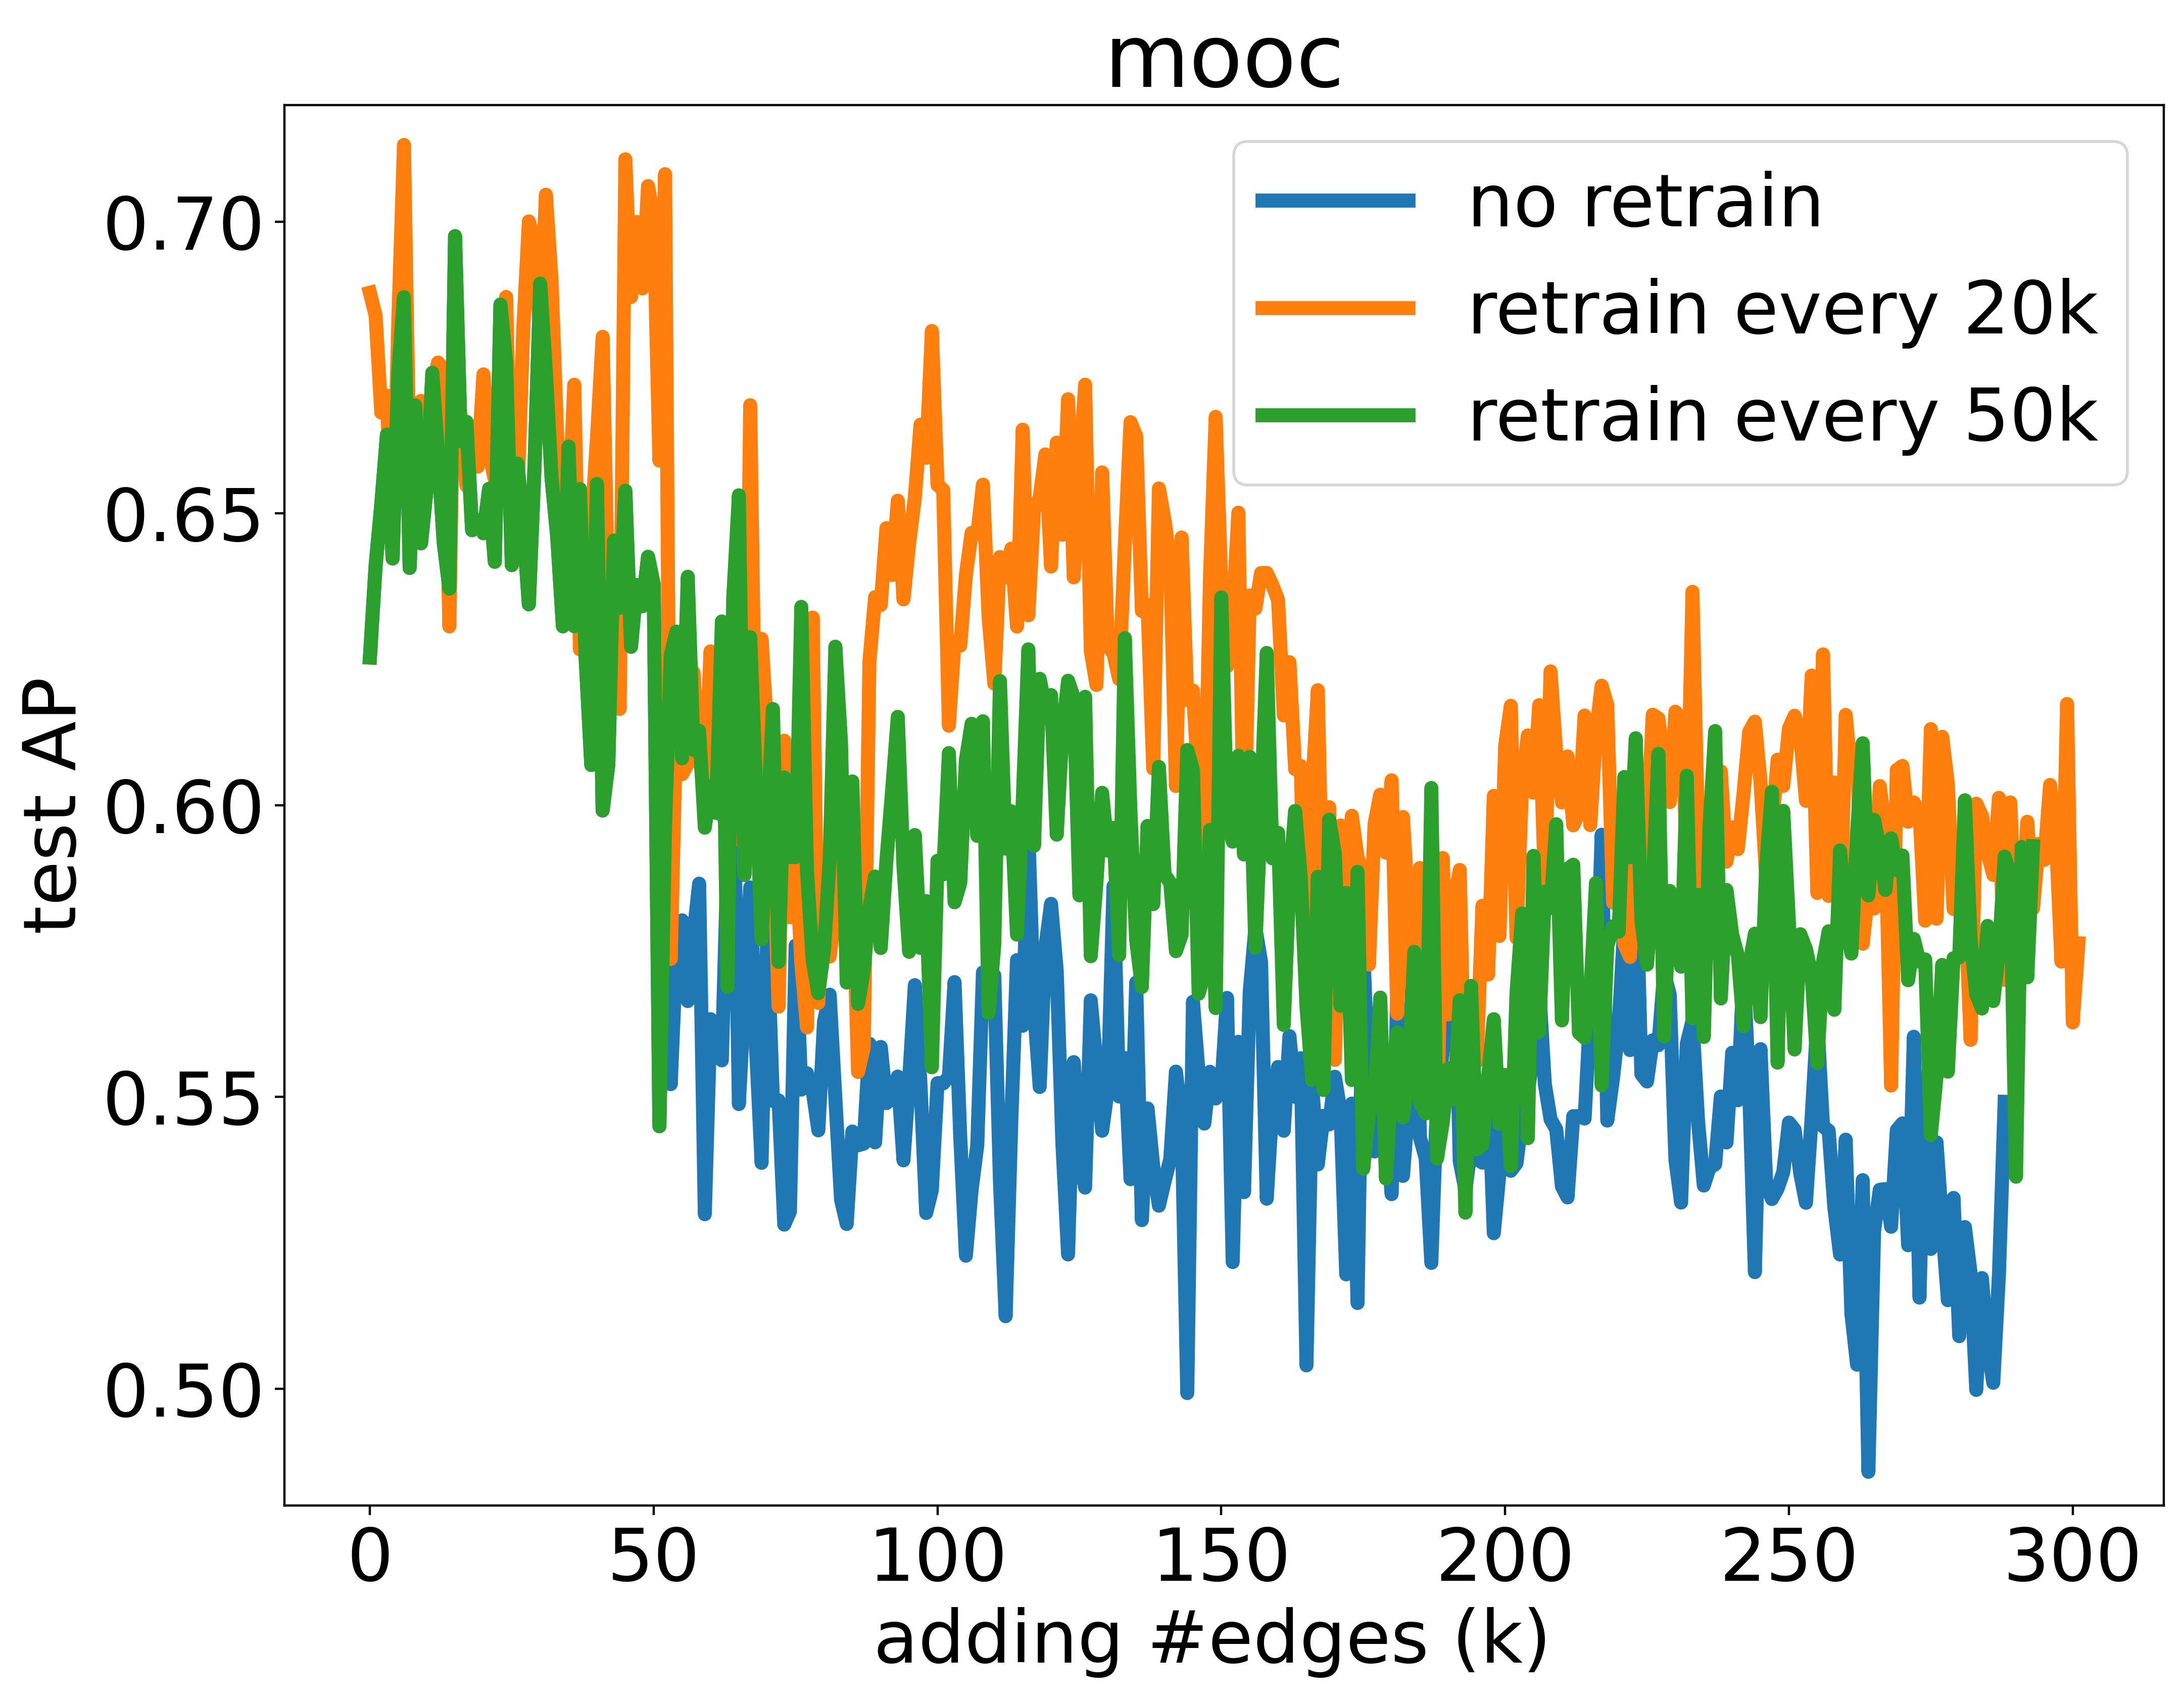 mooc
no retrain
retrain every 20k
retrain every 50k
test AP
0.70
0.65
0.60
0.55
0.50
0 50 100 150 200 250 300
adding #edges (k)